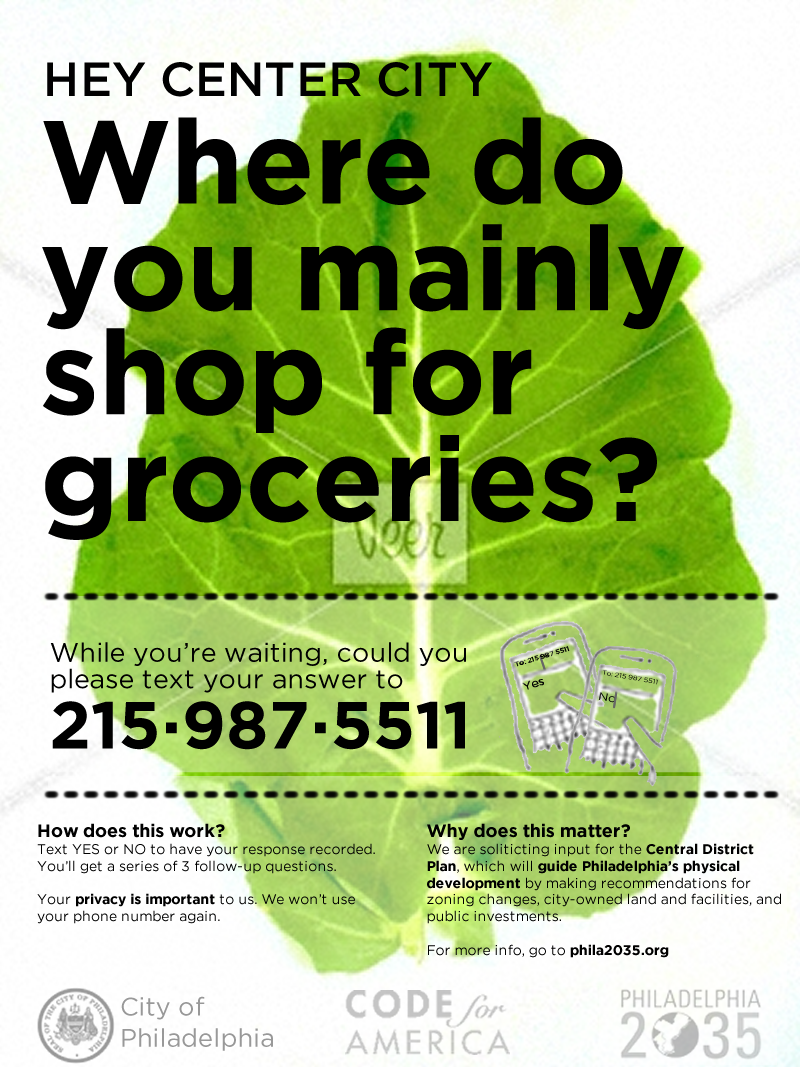 HEY CENTER CITY
Where do
you mainly
shop for
groceries?
Veer
While you're waiting, could you
please text your answer to
215·987·5511
To: 215 987 5511
Yes
To: 215 987 5511
No
How does this work?
Text YES or NO to have your response recorded.
You'll get a series of 3 follow-up questions.
Your privacy is important to us. We won't use
your phone number again.
Why does this matter?
We are soliticting input for the Central District
Plan, which will guide Philadelphia's physical
development by making recommendations for
zoning changes, city-owned land and facilities, and
public investments.
For more info, go to phila2035.org
SEAL OF THE CITY OF PHILADELPHIA
City of
Philadelphia
CODE for
AMERICA
PHILADELPHIA
2035